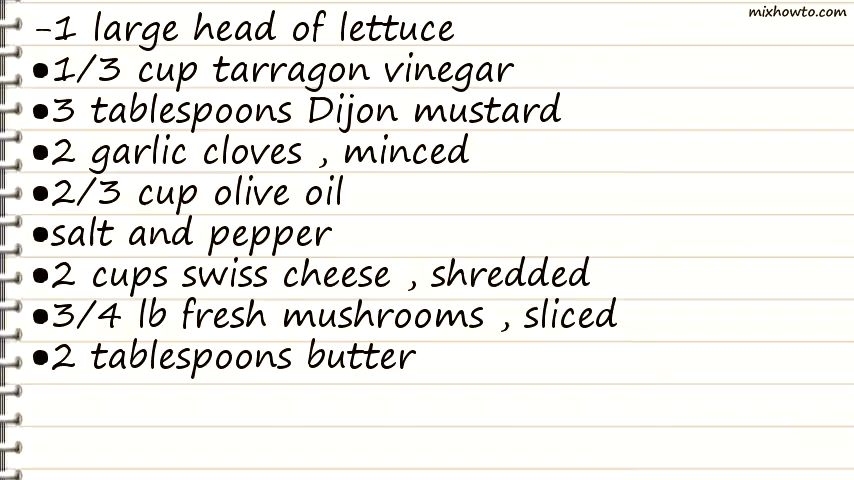 mixhowto.com
-1 large head of lettuce
•1/3 cup tarragon vinegar
•3 tablespoons Dijon mustard
•2 garlic cloves , minced
•2/3 cup olive oil
•salt and pepper
•2 cups swiss cheese , shredded
•3/4 lb fresh mushrooms , sliced
•2 tablespoons butter